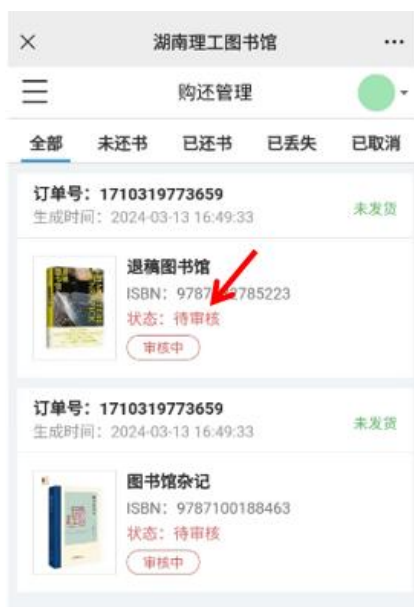 湖南理工图书馆
购还管理
全部 未还书 已还书 已丢失 已取消
订单号：1710319773659
生成时间：2024-03-13 16:49:33
未发货
退稿图书馆
状态：待审核
审核中
订单号：1710319773659
生成时间：2024-03-13 16:49:33
未发货
图书馆杂记
ISBN：9787100188463
状态：待审核
审核中